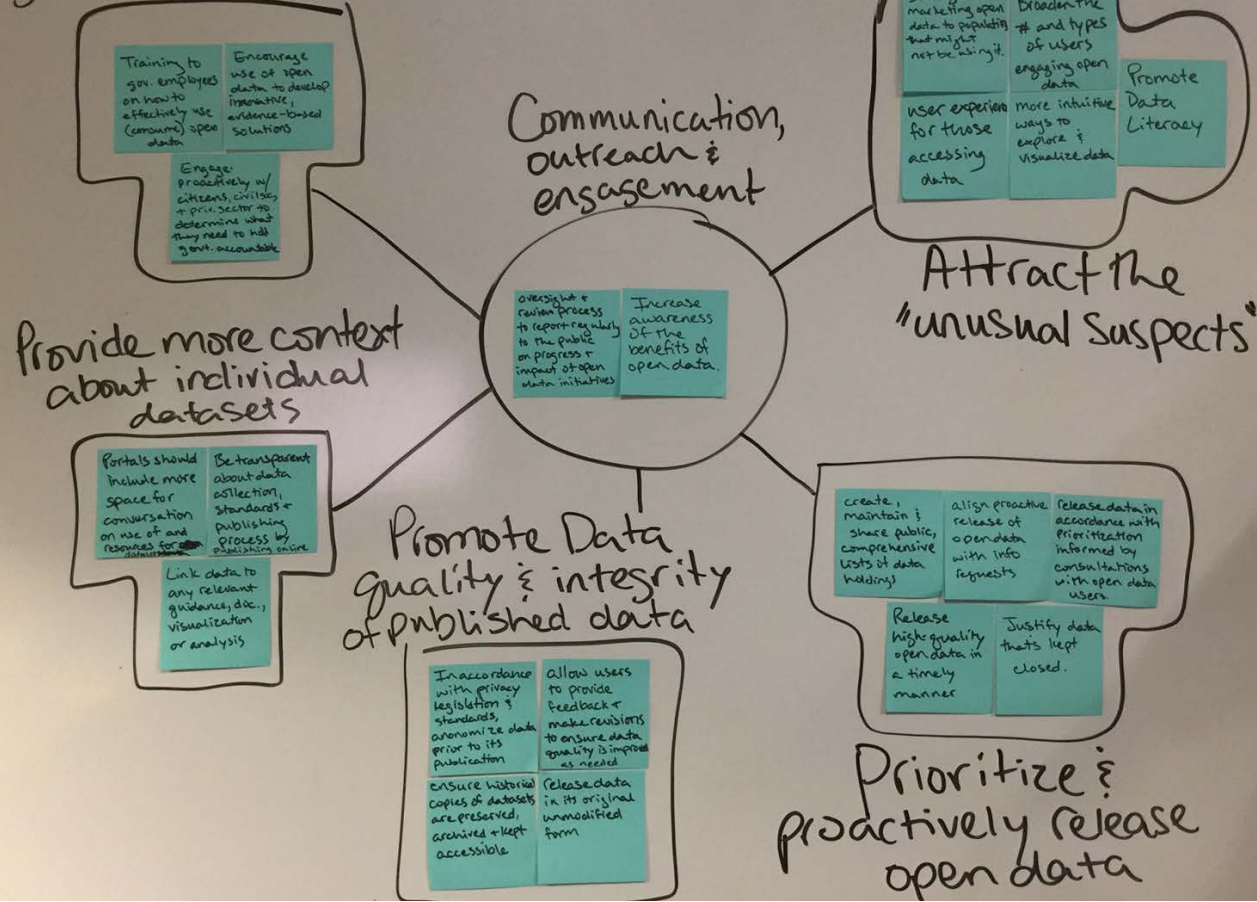 Training to
gov. employees
on how to
effectively use
(consume) open
data
Encourage
use of open
data to develop
innovative,
evidence-based
solutions
Engage
proactively w/
citizens, civilsoc,
+ priv. sector to
determine what
they need to hold
govt. accountable
Communication,
outreach &
engagement
oversight +
review process
to report regularly
to the public
on progress +
impact of open
data initiatives
Increase
awareness
of the
benefits of
open data.
marketing open
data to populations
that might
not be using it.
Broaden the
# and types
of users
engaging open
data
Promote
Data
Literacy
user experience
for those
accessing
data
more intuitive
ways to
explore &
visualize data
Attract the
"unusual suspects"
Provide more context
about individual
datasets
Portals should
include more
space for
conversation
on use of and
resources for
Be transparent
about data
collection,
standards +
publishing
process by
publishing online
Link data to
any relevant
guidance, doc.,
visualization
or analysis
Promote Data
quality & integrity
of published data
In accordance
with privacy
legislation &
standards,
anonomize data
prior to its
publication
allow users
to provide
feedback +
make revisions
to ensure data
quality is improved
as needed
ensure historical
copies of datasets
are preserved,
archived + kept
accessible
release data
in its original
unmodified
form
create,
maintain &
share public,
comprehensive
lists of data
holdings
align proactive
release of
open data
with info
requests
release data in
accordance with
prioritization
informed by
consultations
with open data
users.
Release
high quality
open data in
a timely
manner
Justify data
that's kept
closed.
Prioritize &
proactively release
open data